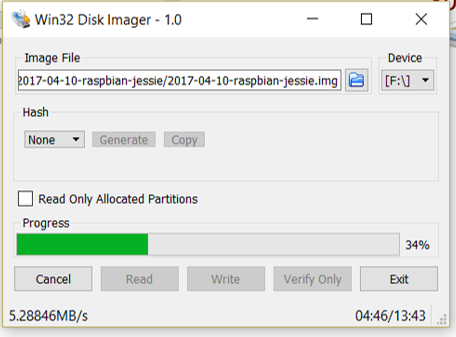 Win32 Disk Imager - 1.0
Image File
Device
2017-04-10-raspbian-jessie/2017-04-10-raspbian-jessie.img
[F:\]
Hash
None
Generate
Copy
Read Only Allocated Partitions
Progress
34%
Cancel
Read
Write
Verify Only
Exit
5.28846MB/s
04:46/13:43